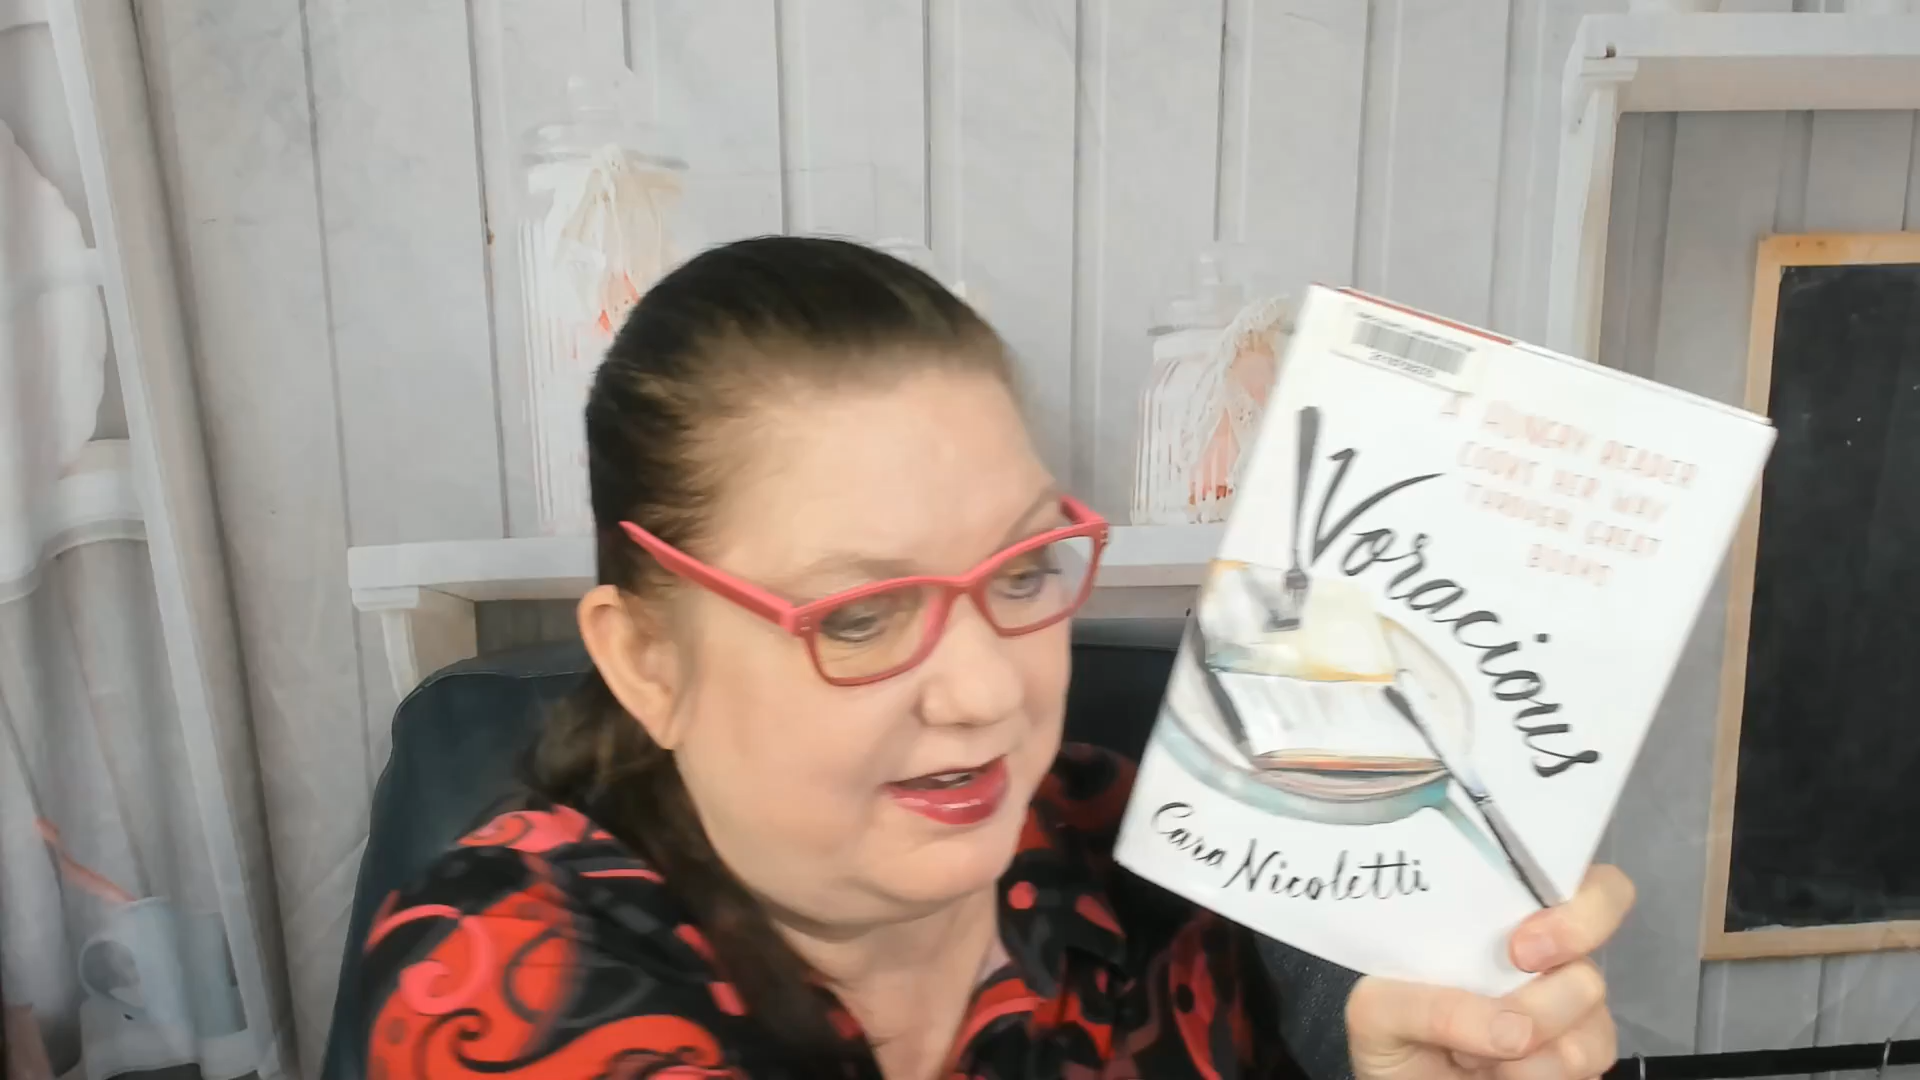 A HUNGRY READER
COOKS HER WAY
THROUGH GREAT
BOOKS
Voracious
Cara Nicoletti